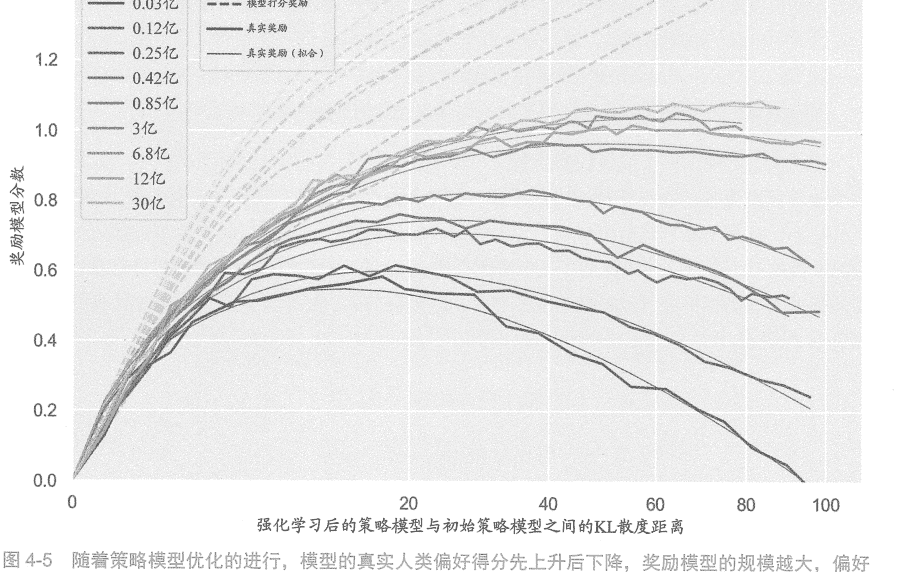 0.03亿
模型打分奖励
0.12亿
真实奖励
0.25亿
真实奖励（拟合）
0.42亿
0.85亿
3亿
6.8亿
12亿
30亿
1.2
1.0
0.8
0.6
0.4
0.2
0.0
奖励模型分数
0 20 40 60 80 100
强化学习后的策略模型与初始策略模型之间的KL散度距离
图 4-5 随着策略模型优化的进行，模型的真实人类偏好得分先上升后下降，奖励模型的规模越大，偏好